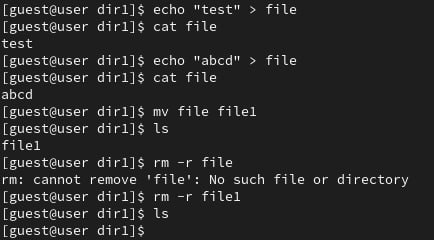 [guest@user dir1]$ echo "test" > file
[guest@user dir1]$ cat file
test
[guest@user dir1]$ echo "abcd" > file
[guest@user dir1]$ cat file
abcd
[guest@user dir1]$ mv file file1
[guest@user dir1]$ ls
file1
[guest@user dir1]$ rm -r file
rm: cannot remove 'file': No such file or directory
[guest@user dir1]$ rm -r file1
[guest@user dir1]$ ls
[guest@user dir1]$